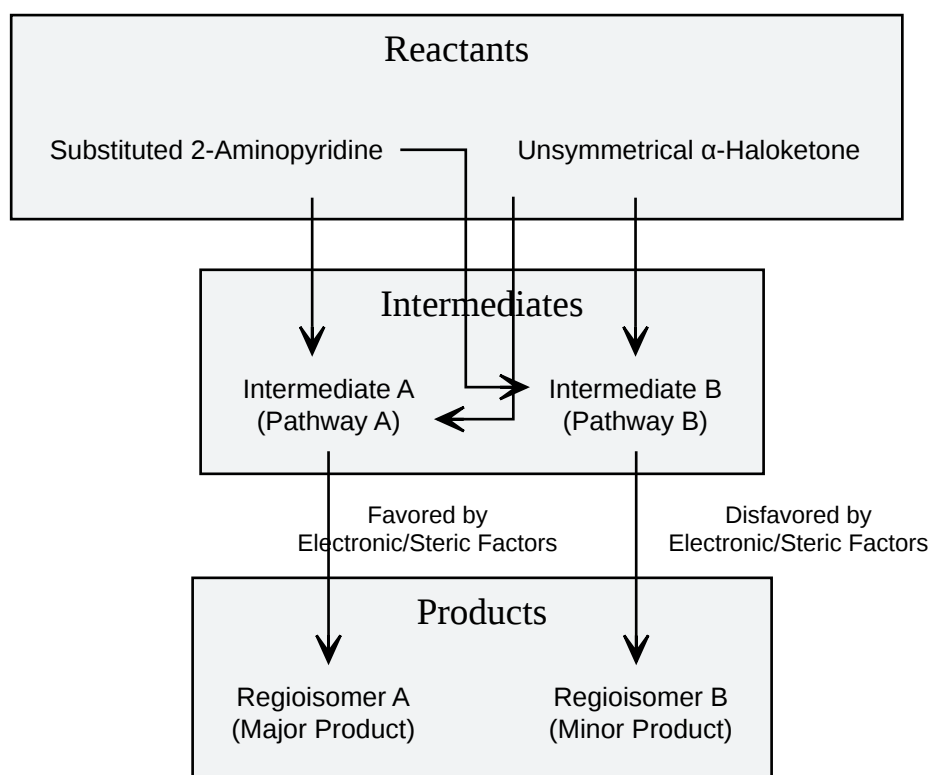 Reactants
Substituted 2-Aminopyridine
Unsymmetrical α-Haloketone
Intermediates
Intermediate A
(Pathway A)
Intermediate B
(Pathway B)
Favored by
Electronic/Steric Factors
Disfavored by
Electronic/Steric Factors
Products
Regioisomer A
(Major Product)
Regioisomer B
(Minor Product)